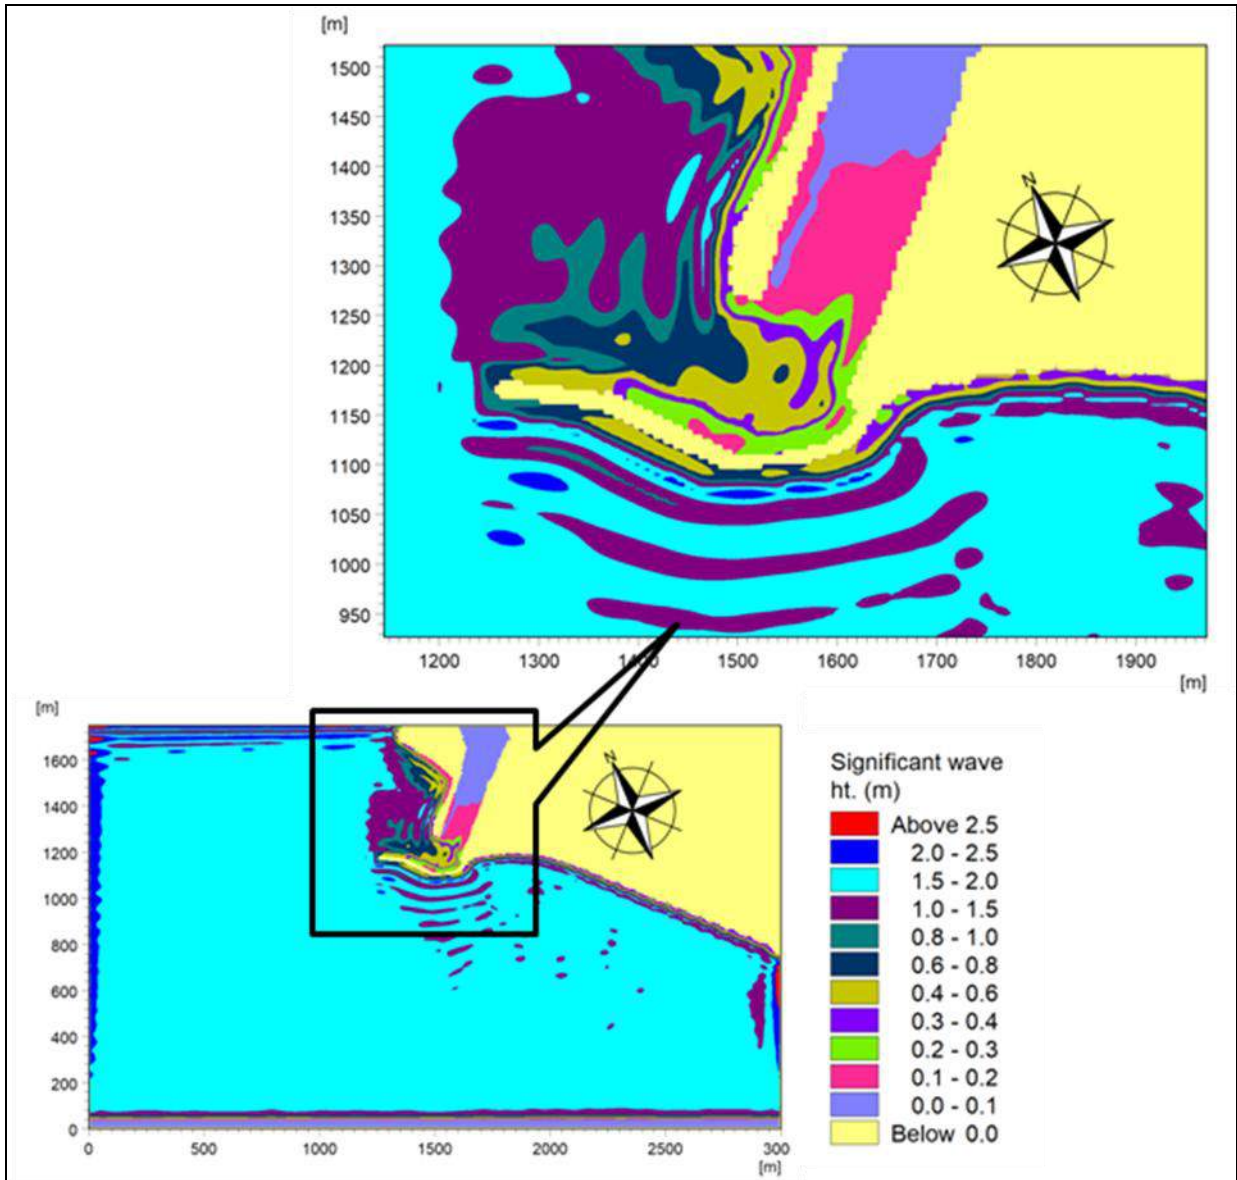 [m]
1500
1450
1400
1350
1300
1250
1200
1150
1100
1050
1000
950
N
1200 1300 1400 1500 1600 1700 1800 1900
[m]
[m]
1600
1400
1200
1000
800
600
400
200
0
N
0 500 1000 1500 2000 2500 300
[m]
Significant wave
ht. (m)
Above 2.5
2.0 - 2.5
1.5 - 2.0
1.0 - 1.5
0.8 - 1.0
0.6 - 0.8
0.4 - 0.6
0.3 - 0.4
0.2 - 0.3
0.1 - 0.2
0.0 - 0.1
Below 0.0